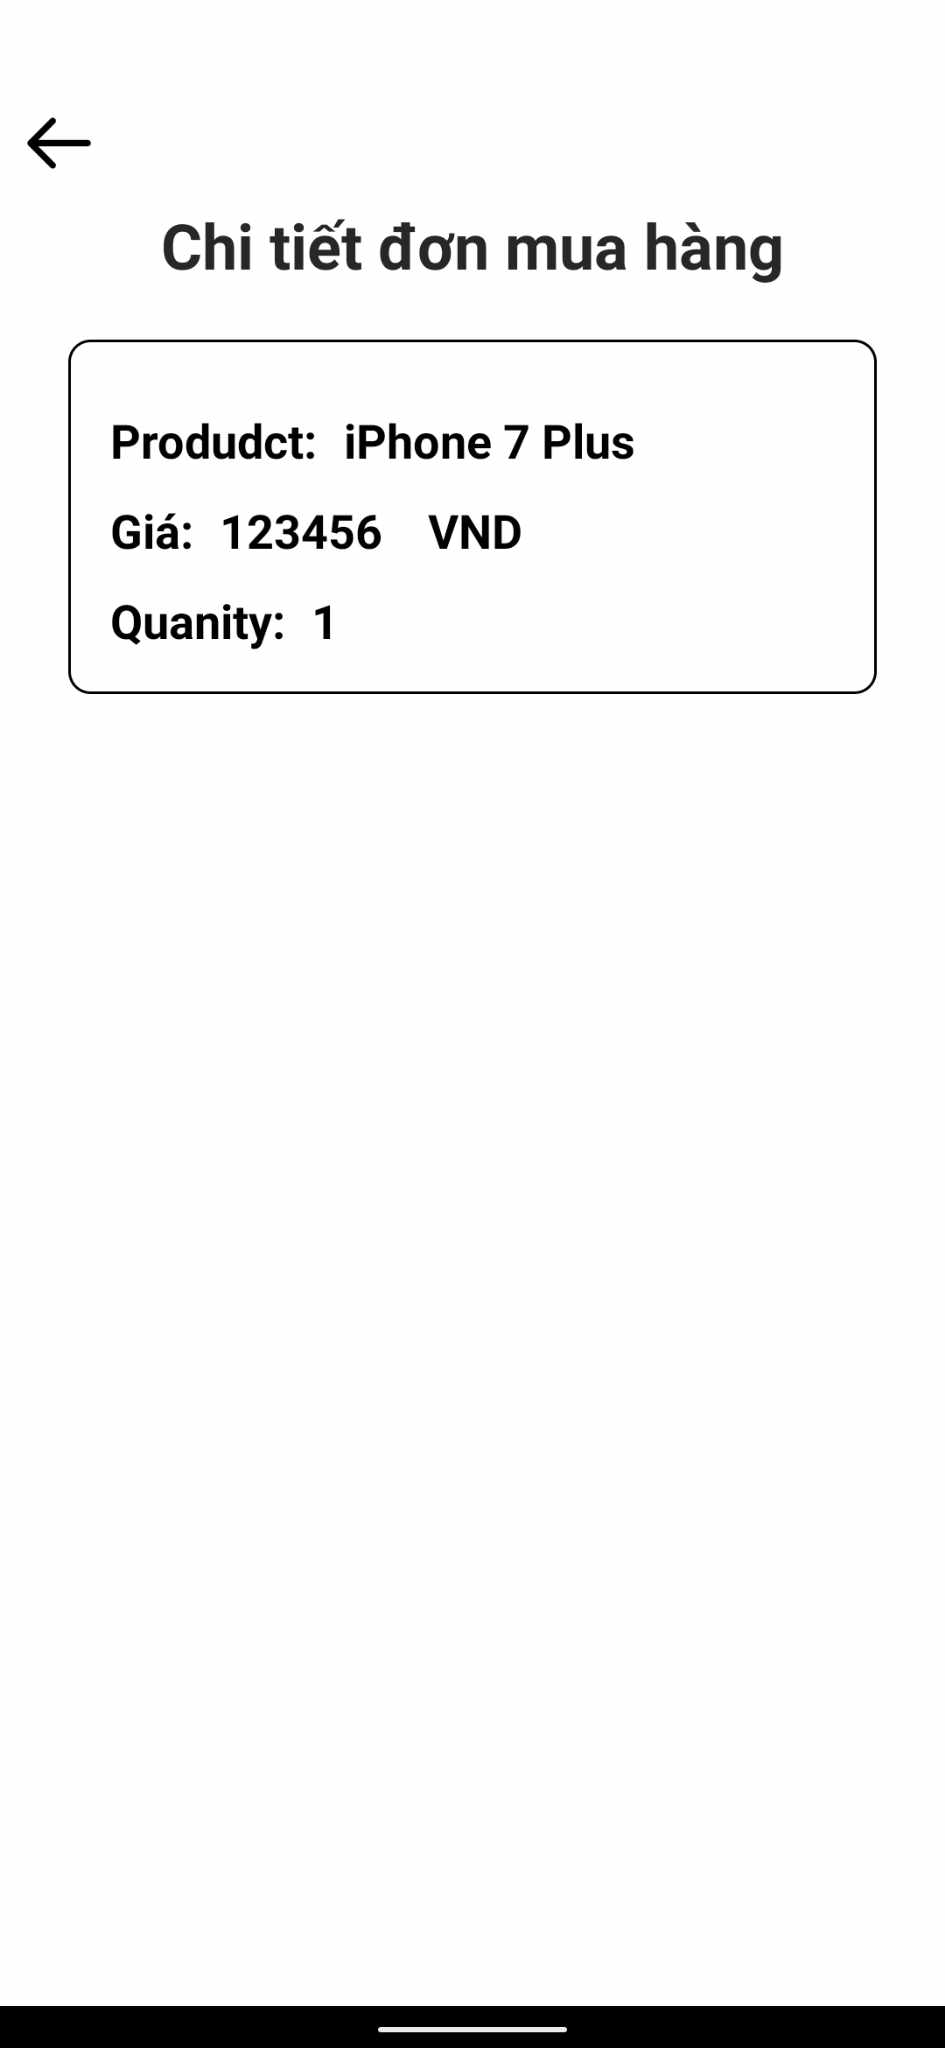 Chi tiết đơn mua hàng
Produdct: iPhone 7 Plus
Giá: 123456 VND
Quanity: 1